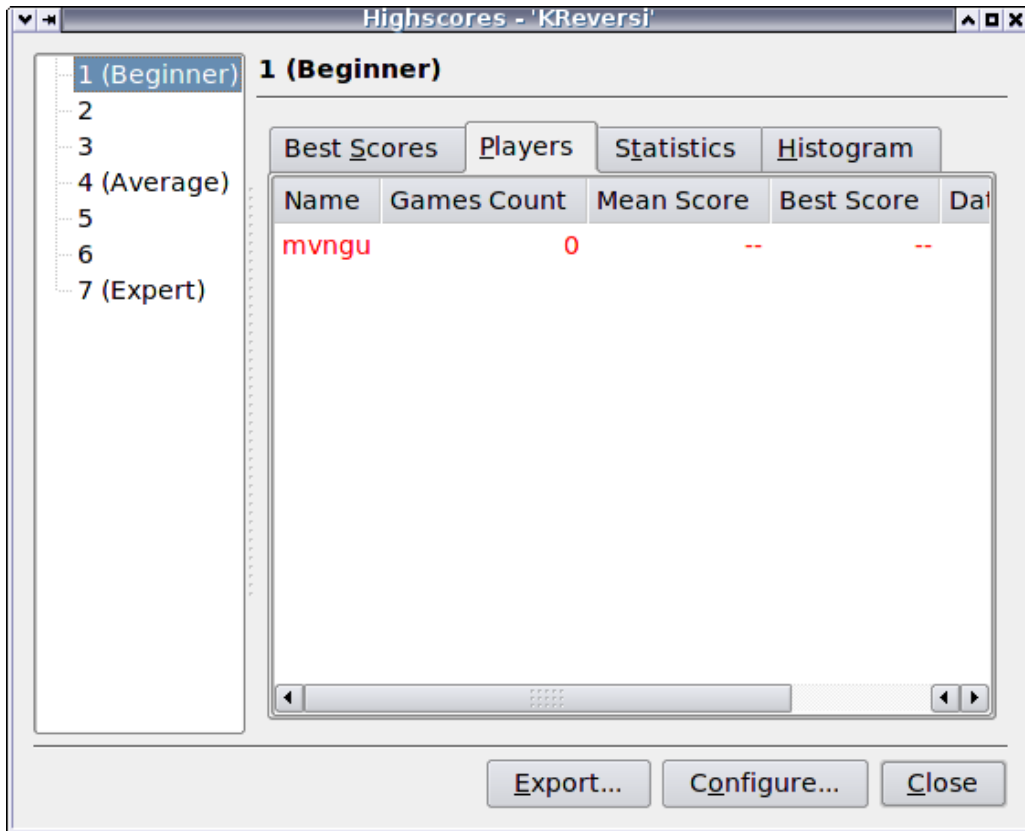 Highscores - 'KReversi'
1 (Beginner)
2
3
4 (Average)
5
6
7 (Expert)
1 (Beginner)
Best Scores Players Statistics Histogram
Name Games Count Mean Score Best Score Dat
mvngu 0 -- --
Export... Configure... Close